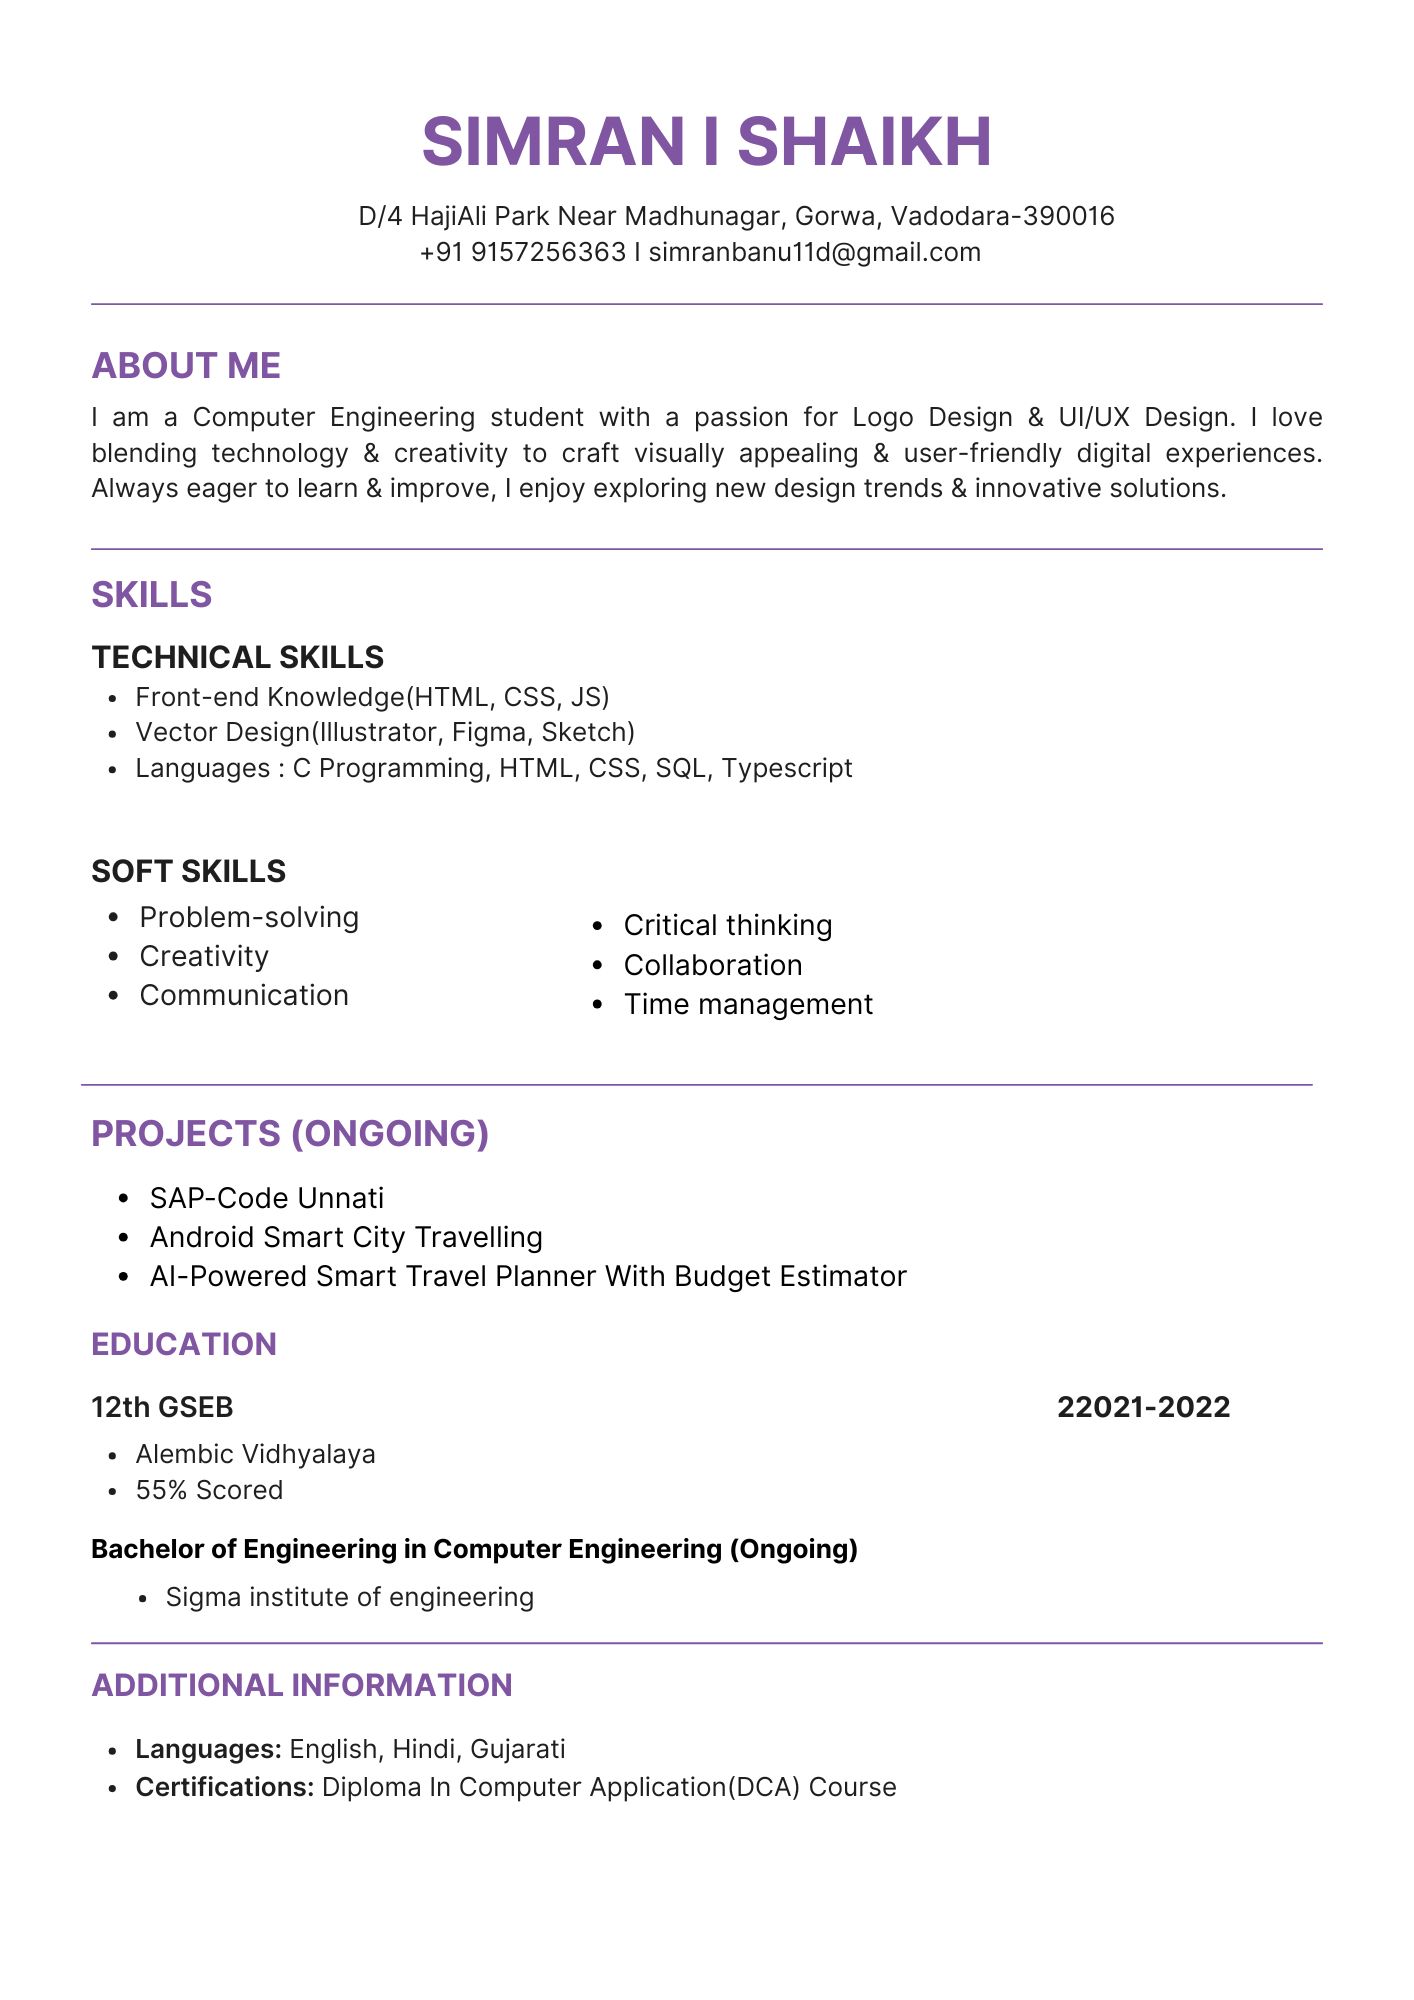 SIMRAN I SHAIKH
D/4 HajiAli Park Near Madhunagar, Gorwa, Vadodara-390016
+91 9157256363 I simranbanu11d@gmail.com
ABOUT ME
I am a Computer Engineering student with a passion for Logo Design & UI/UX Design. I love
blending technology & creativity to craft visually appealing & user-friendly digital experiences.
Always eager to learn & improve, I enjoy exploring new design trends & innovative solutions.
SKILLS
TECHNICAL SKILLS
• Front-end Knowledge(HTML, CSS, JS)
• Vector Design(Illustrator, Figma, Sketch)
• Languages : C Programming, HTML, CSS, SQL, Typescript
SOFT SKILLS
• Problem-solving
• Creativity
• Communication
• Critical thinking
• Collaboration
• Time management
PROJECTS (ONGOING)
• SAP-Code Unnati
• Android Smart City Travelling
• AI-Powered Smart Travel Planner With Budget Estimator
EDUCATION
12th GSEB 22021-2022
• Alembic Vidhyalaya
• 55% Scored
Bachelor of Engineering in Computer Engineering (Ongoing)
• Sigma institute of engineering
ADDITIONAL INFORMATION
• Languages: English, Hindi, Gujarati
• Certifications: Diploma In Computer Application(DCA) Course